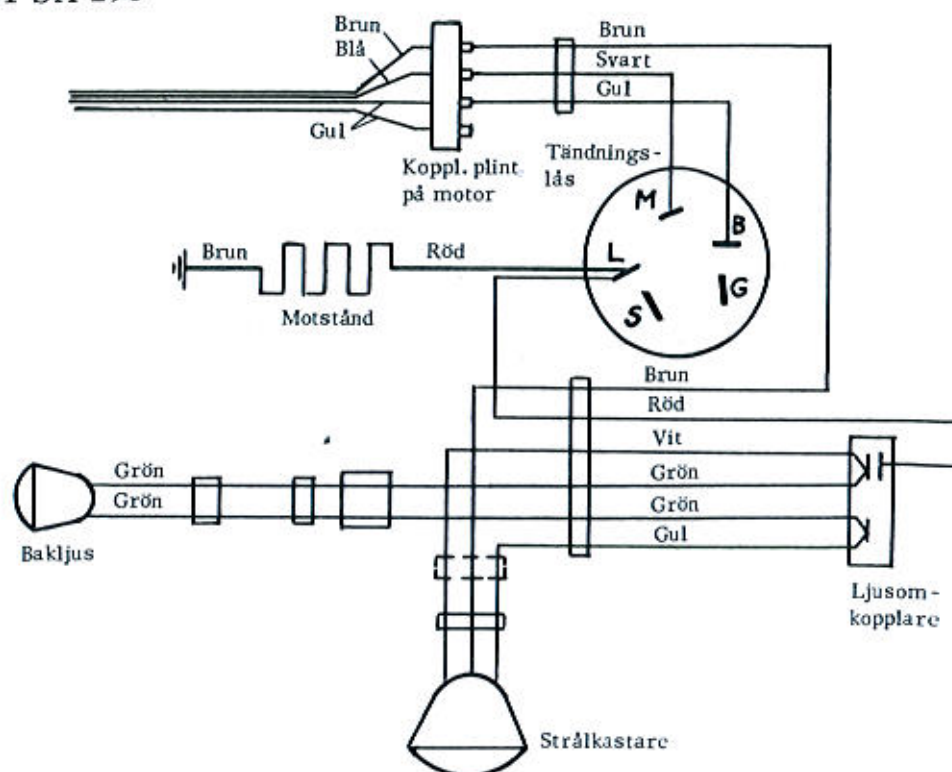 Brun
Blå
Gul
Koppl. plint
på motor
Brun
Svart
Gul
Tändnings-
lås
M
B
L
G
S
Brun
Röd
Motstånd
Brun
Röd
Vit
Grön
Grön
Gul
Grön
Grön
Bakljus
Ljusom-
kopplare
Strålkastare